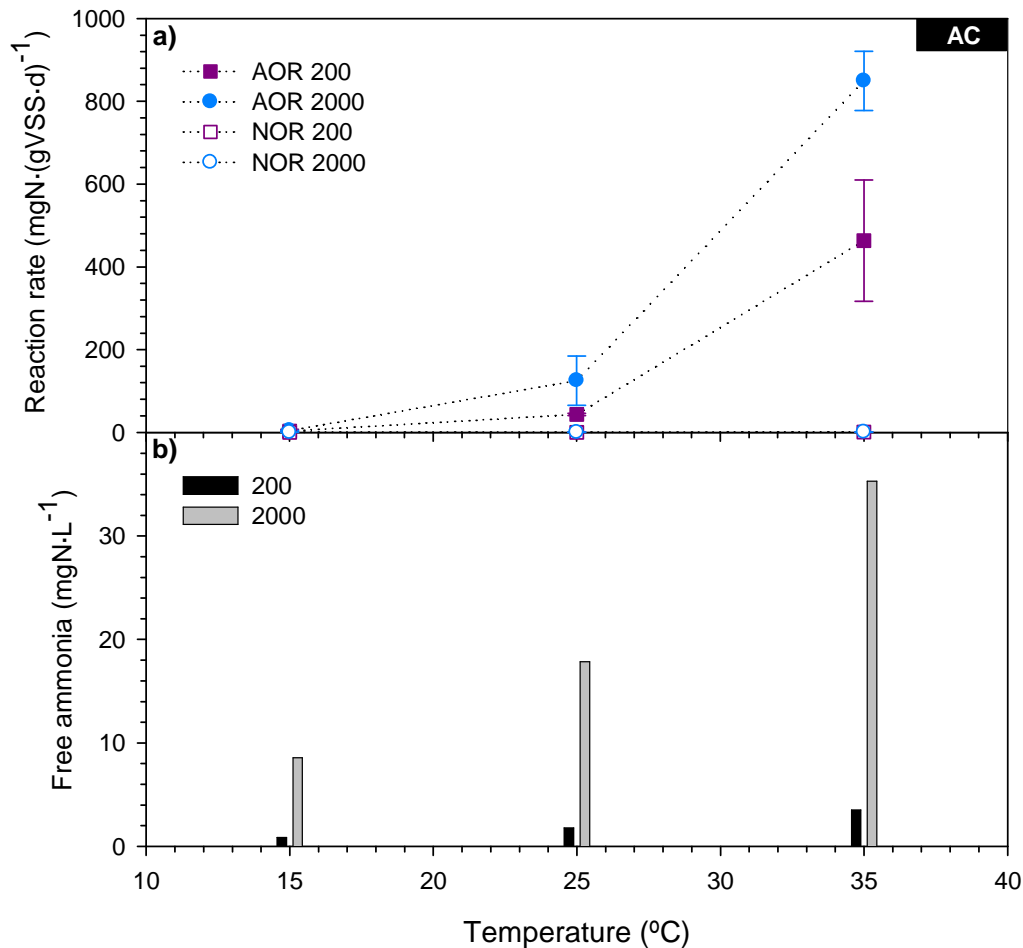 1000
a)
AC
AOR 200
AOR 2000
NOR 200
NOR 2000
800
600
400
200
0
Reaction rate (mgN·(gVSS·d)⁻¹)
b)
200
2000
30
20
10
0
Free ammonia (mgN·L⁻¹)
10 15 20 25 30 35 40
Temperature (ºC)